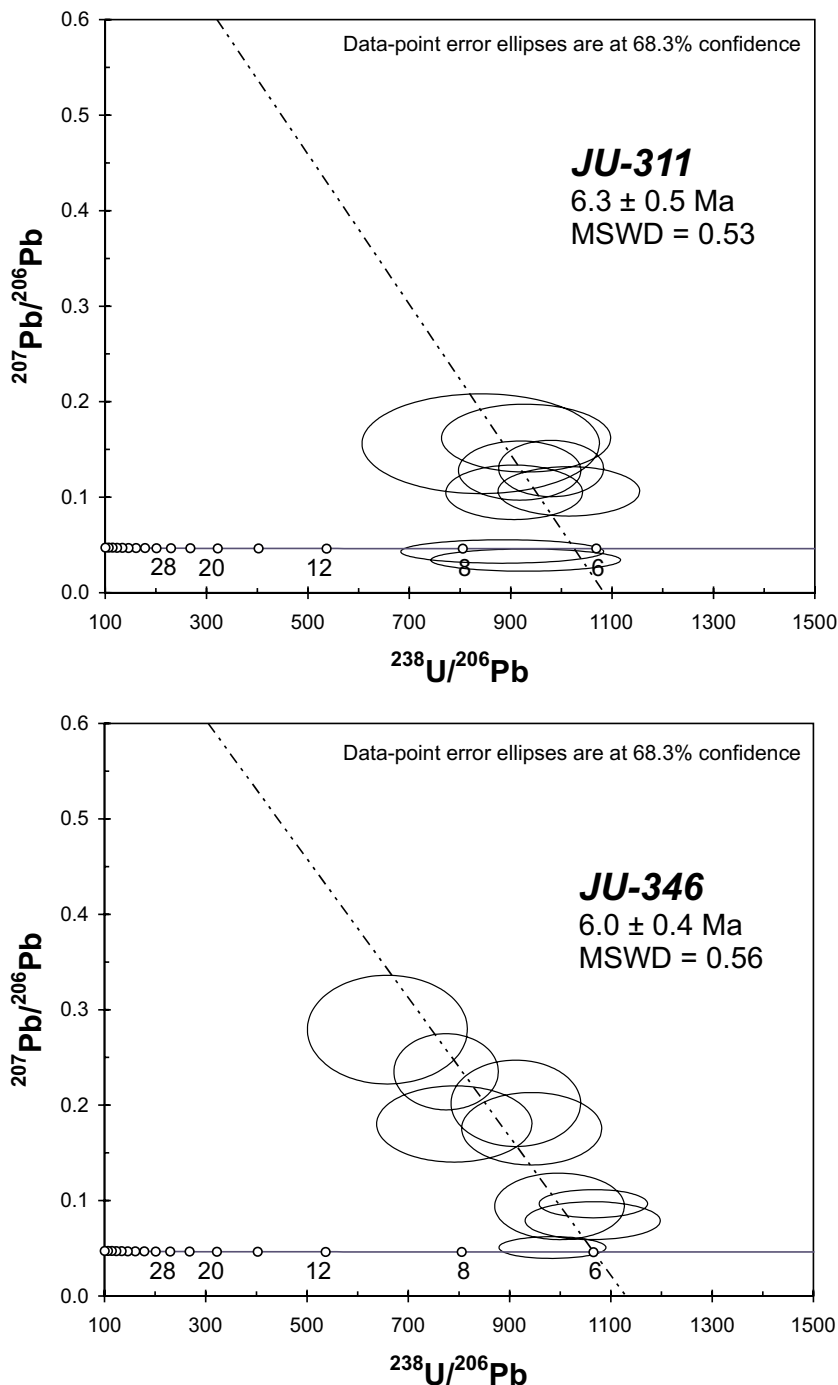 0.6
Data-point error ellipses are at 68.3% confidence
0.5
JU-311
6.3 ± 0.5 Ma
0.4
MSWD = 0.53
207Pb/206Pb
0.3
0.2
0.1
28 20 12 8 6
0.0
100 300 500 700 900 1100 1300 1500
238U/206Pb
0.6
Data-point error ellipses are at 68.3% confidence
0.5
JU-346
0.4
6.0 ± 0.4 Ma
MSWD = 0.56
207Pb/206Pb
0.3
0.2
0.1
28 20 12 8 6
0.0
100 300 500 700 900 1100 1300 1500
238U/206Pb